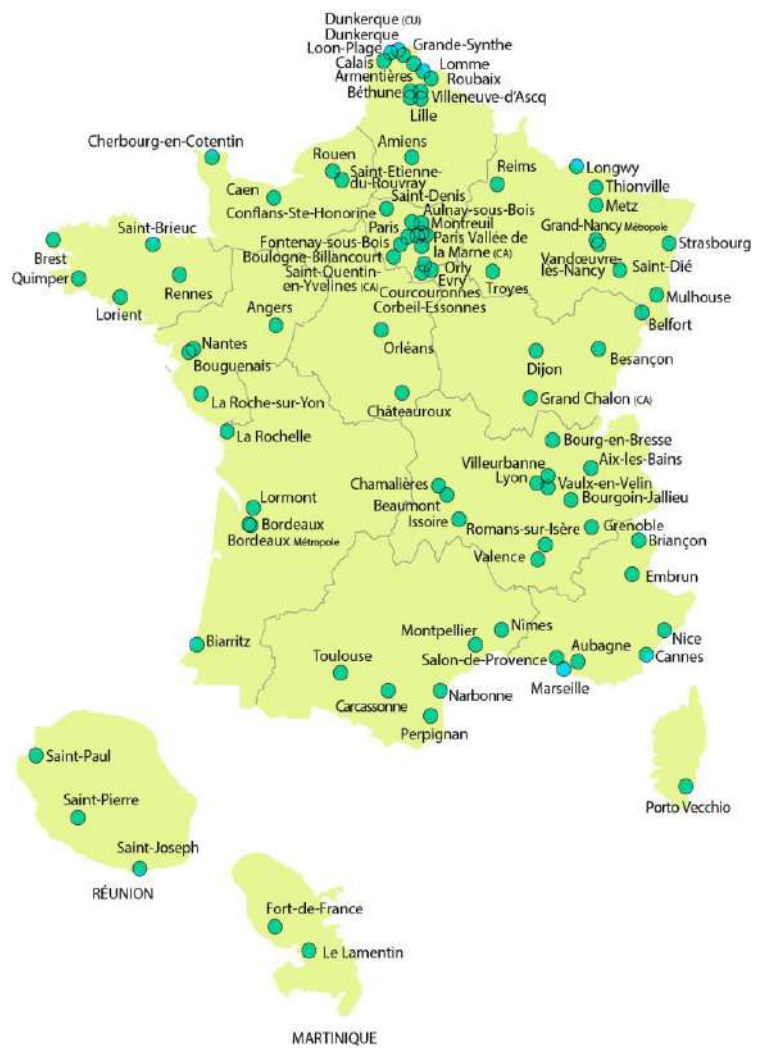 Dunkerque (CU)
Dunkerque
Loon-Plage
Grande-Synthe
Calais
Lomme
Armentières
Roubaix
Béthune
Villeneuve-d'Ascq
Lille
Cherbourg-en-Cotentin
Amiens
Rouen
Saint-Etienne-
du-Rouvray
Reims
Longwy
Thionville
Caen
Saint-Denis
Metz
Conflans-Ste-Honorine
Aulnay-sous-Bois
Montreuil
Grand-Nancy Métropole
Saint-Brieuc
Paris
Paris Vallée de
la Marne (CA)
Strasbourg
Brest
Fontenay-sous-Bois
Boulogne-Billancourt
Vandœuvre-
lès-Nancy
Saint-Dié
Quimper
Rennes
Saint-Quentin-
en-Yvelines (CA)
Orly
Evry
Courcouronnes
Troyes
Lorient
Corbeil-Essonnes
Mulhouse
Angers
Belfort
Nantes
Orléans
Bouguenais
Dijon
Besançon
La Roche-sur-Yon
Châteauroux
Grand Chalon (CA)
La Rochelle
Bourg-en-Bresse
Villeurbanne
Aix-les-Bains
Lyon
Chamalières
Vaulx-en-Velin
Beaumont
Bourgoin-Jallieu
Lormont
Issoire
Bordeaux
Romans-sur-Isère
Grenoble
Bordeaux Métropole
Briançon
Valence
Embrun
Biarritz
Montpellier
Nîmes
Nice
Toulouse
Salon-de-Provence
Aubagne
Cannes
Marseille
Carcassonne
Narbonne
Perpignan
Saint-Paul
Saint-Pierre
Porto Vecchio
Saint-Joseph
RÉUNION
Fort-de-France
Le Lamentin
MARTINIQUE